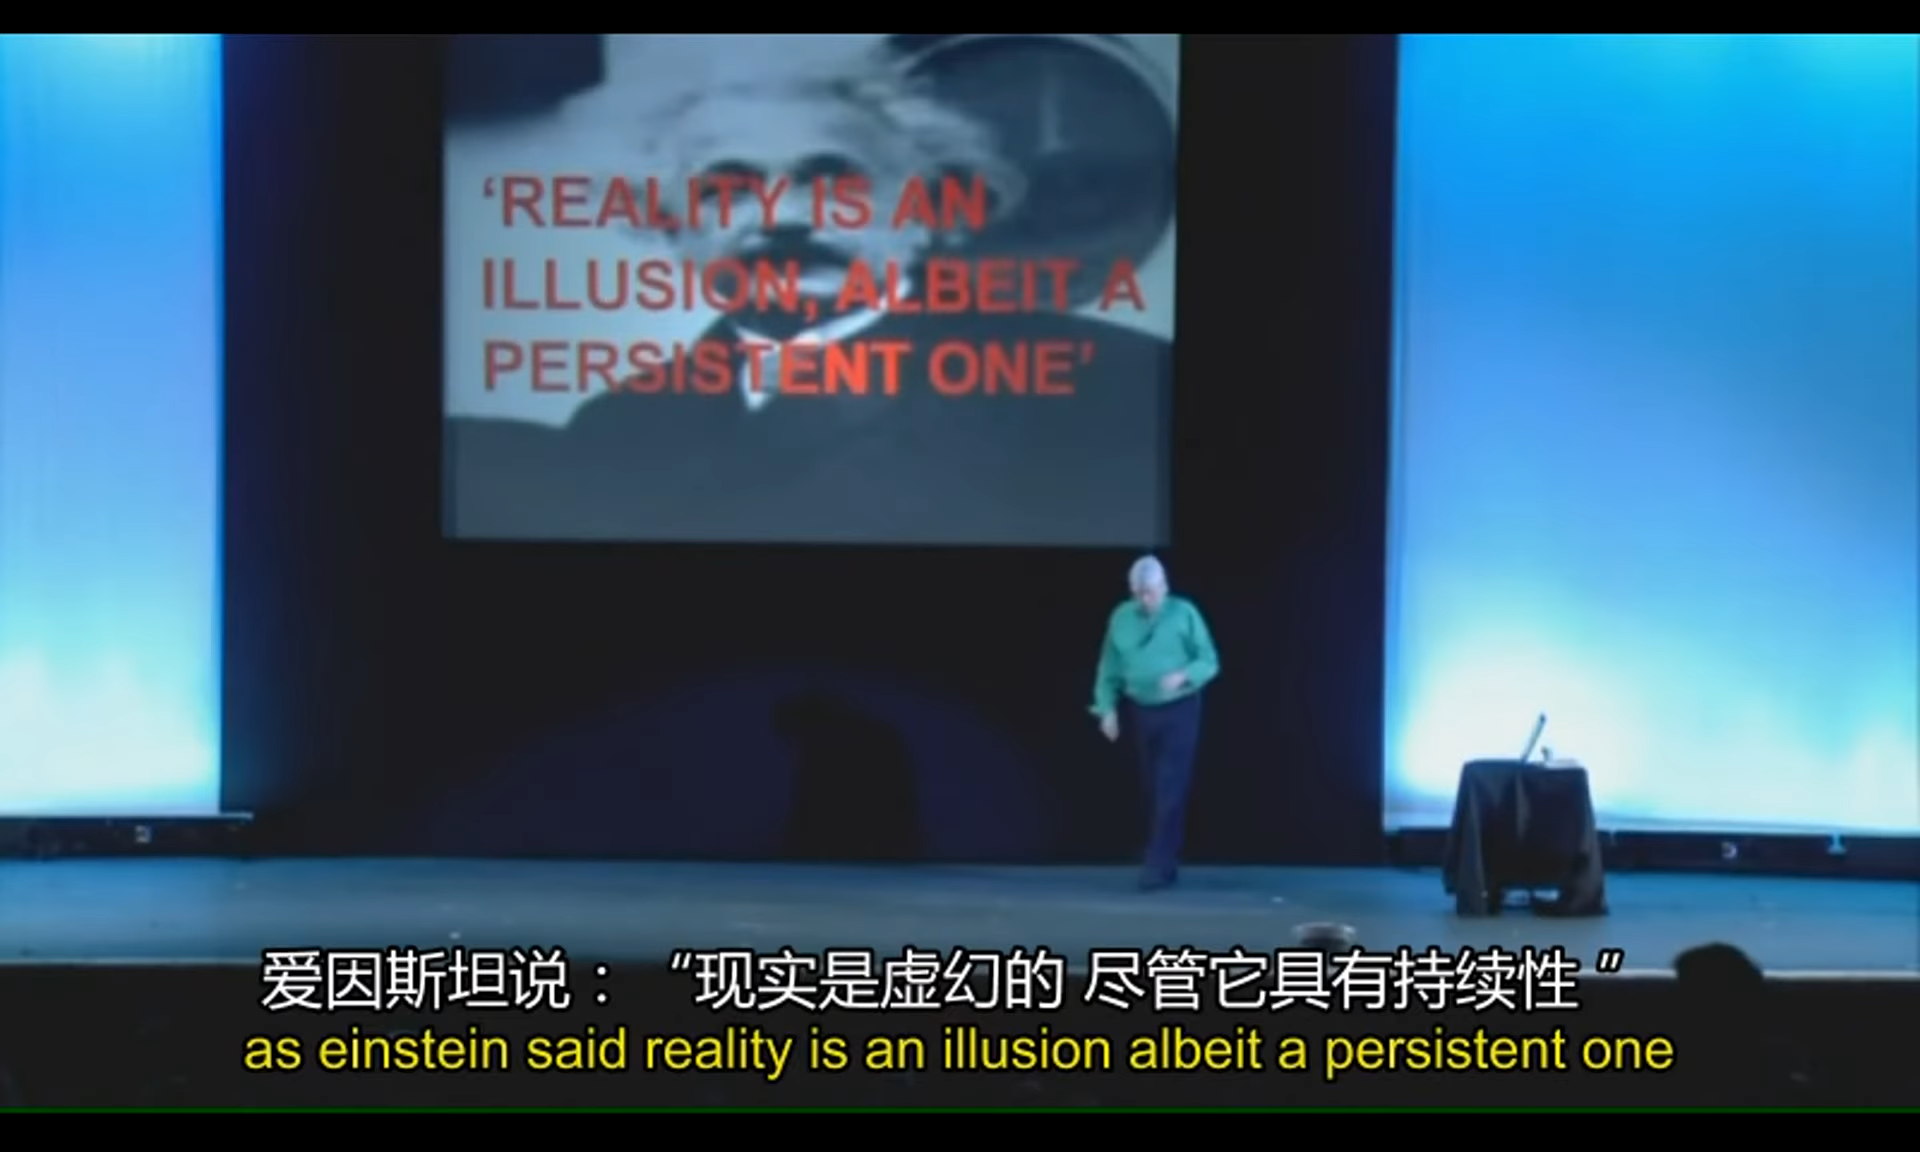 ‘REALITY IS AN
ILLUSION, ALBEIT A
PERSISTENT ONE’
爱因斯坦说：“现实是虚幻的 尽管它具有持续性”
as einstein said reality is an illusion albeit a persistent one